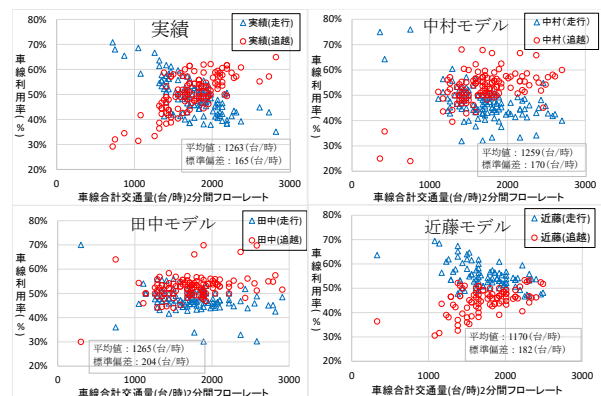 実績
△ 実績(走行)
○ 実績(追越)
80%
70%
60%
50%
40%
30%
20%
車線利用率(%)
平均値：1263(台/時)
標準偏差：165(台/時)
0 1000 2000 3000
車線合計交通量(台/時)2分間フローレート
中村モデル
△ 中村(走行)
○ 中村(追越)
80%
70%
60%
50%
40%
30%
20%
車線利用率(%)
平均値：1259(台/時)
標準偏差：170(台/時)
0 1000 2000 3000
車線合計交通量(台/時)2分間フローレート
田中モデル
△ 田中(走行)
○ 田中(追越)
80%
70%
60%
50%
40%
30%
20%
車線利用率(%)
平均値：1265(台/時)
標準偏差：204(台/時)
0 1000 2000 3000
車線合計交通量(台/時)2分間フローレート
近藤モデル
△ 近藤(走行)
○ 近藤(追越)
80%
70%
60%
50%
40%
30%
20%
車線利用率(%)
平均値：1170(台/時)
標準偏差：182(台/時)
0 1000 2000 3000
車線合計交通量(台/時)2分間フローレート